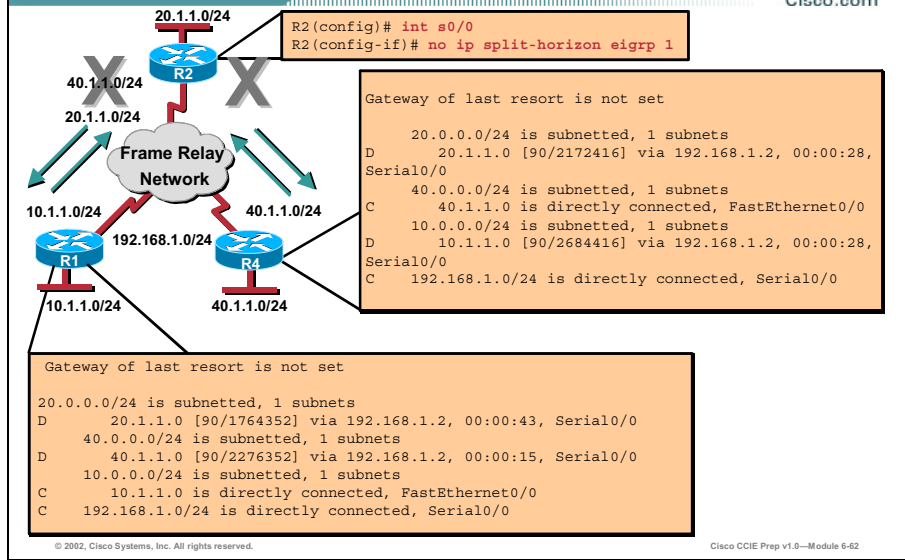 Cisco.com
20.1.1.0/24
R2(config)# int s0/0
R2(config-if)# no ip split-horizon eigrp 1
R2
X
X
40.1.1.0/24
20.1.1.0/24
Frame Relay
Network
10.1.1.0/24
40.1.1.0/24
192.168.1.0/24
R1
R4
10.1.1.0/24
40.1.1.0/24
Gateway of last resort is not set
20.0.0.0/24 is subnetted, 1 subnets
D 20.1.1.0 [90/2172416] via 192.168.1.2, 00:00:28,
Serial0/0
40.0.0.0/24 is subnetted, 1 subnets
C 40.1.1.0 is directly connected, FastEthernet0/0
10.0.0.0/24 is subnetted, 1 subnets
D 10.1.1.0 [90/2684416] via 192.168.1.2, 00:00:28,
Serial0/0
C 192.168.1.0/24 is directly connected, Serial0/0
Gateway of last resort is not set
20.0.0.0/24 is subnetted, 1 subnets
D 20.1.1.0 [90/1764352] via 192.168.1.2, 00:00:43, Serial0/0
40.0.0.0/24 is subnetted, 1 subnets
D 40.1.1.0 [90/2276352] via 192.168.1.2, 00:00:15, Serial0/0
10.0.0.0/24 is subnetted, 1 subnets
C 10.1.1.0 is directly connected, FastEthernet0/0
C 192.168.1.0/24 is directly connected, Serial0/0
© 2002, Cisco Systems, Inc. All rights reserved.
Cisco CCIE Prep v1.0—Module 6-62